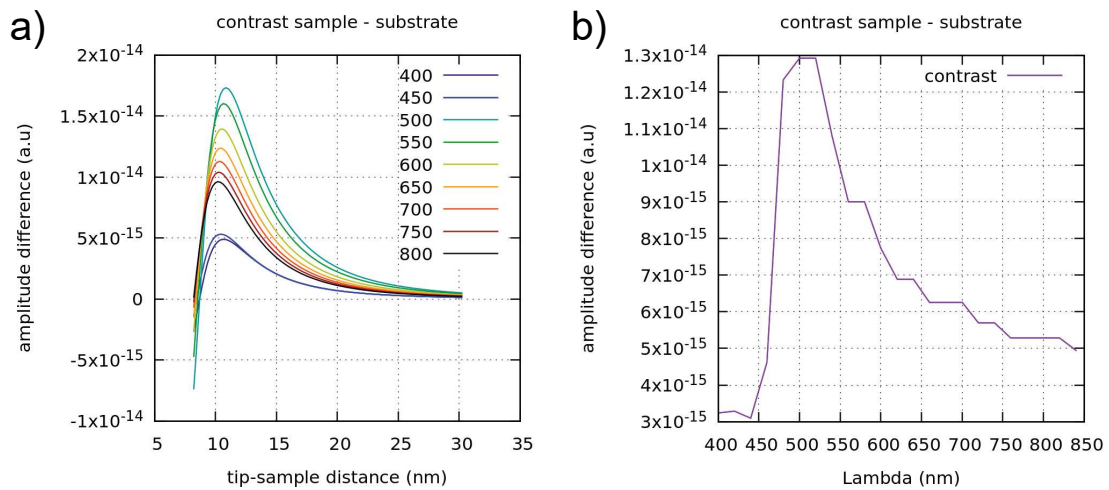 a)
contrast sample - substrate
2x10⁻¹⁴
1.5x10⁻¹⁴
1x10⁻¹⁴
5x10⁻¹⁵
0
-5x10⁻¹⁵
-1x10⁻¹⁴
amplitude difference (a.u)
400
450
500
550
600
650
700
750
800
5 10 15 20 25 30 35
tip-sample distance (nm)
b)
contrast sample - substrate
1.3x10⁻¹⁴
1.2x10⁻¹⁴
1.1x10⁻¹⁴
1x10⁻¹⁴
9x10⁻¹⁵
8x10⁻¹⁵
7x10⁻¹⁵
6x10⁻¹⁵
5x10⁻¹⁵
4x10⁻¹⁵
3x10⁻¹⁵
amplitude difference (a.u)
contrast
400 450 500 550 600 650 700 750 800 850
Lambda (nm)